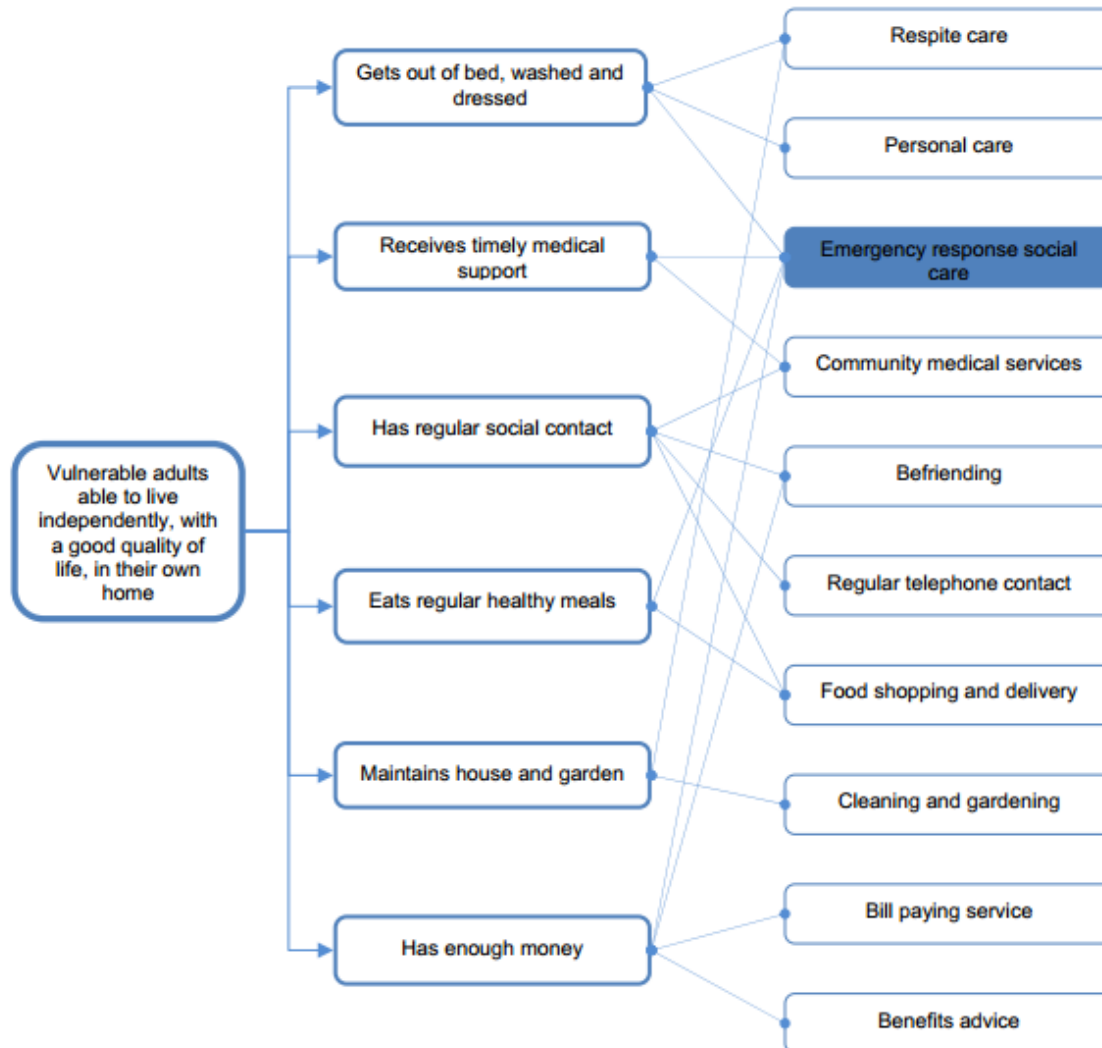 Vulnerable adults
able to live
independently, with
a good quality of
life, in their own
home
Gets out of bed, washed and
dressed
Receives timely medical
support
Has regular social contact
Eats regular healthy meals
Maintains house and garden
Has enough money
Respite care
Personal care
Emergency response social
care
Community medical services
Befriending
Regular telephone contact
Food shopping and delivery
Cleaning and gardening
Bill paying service
Benefits advice